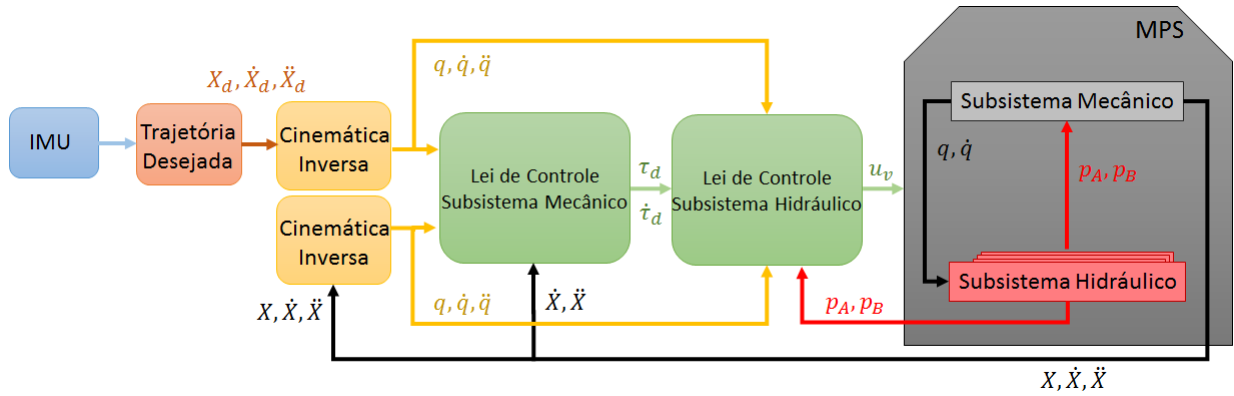 MPS
q, q̇, q̈
X_d, Ẋ_d, Ẍ_d
Subsistema Mecânico
IMU
Trajetória
Desejada
Cinemática
Inversa
q, q̇
Lei de Controle
Subsistema Mecânico
τ_d
τ̇_d
Lei de Controle
Subsistema Hidráulico
u_v
p_A, p_B
Cinemática
Inversa
Subsistema Hidráulico
X, Ẋ, Ẍ
q, q̇, q̈
Ẋ, Ẍ
p_A, p_B
X, Ẋ, Ẍ